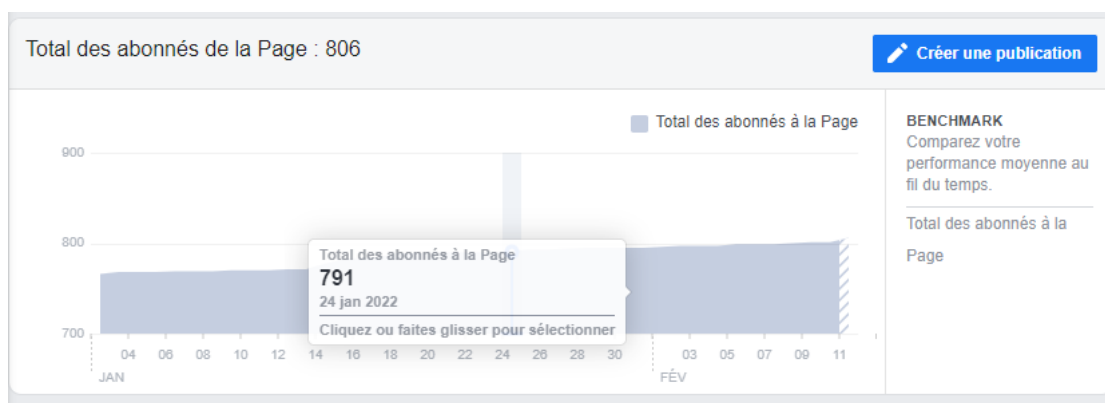 Total des abonnés de la Page : 806
Créer une publication
Total des abonnés à la Page
900
800
700
Total des abonnés à la Page
791
24 jan 2022
Cliquez ou faites glisser pour sélectionner
04 06 08 10 12 14 16 18 20 22 24 26 28 30 03 05 07 09 11
JAN FÉV
BENCHMARK
Comparez votre
performance moyenne au
fil du temps.
Total des abonnés à la
Page